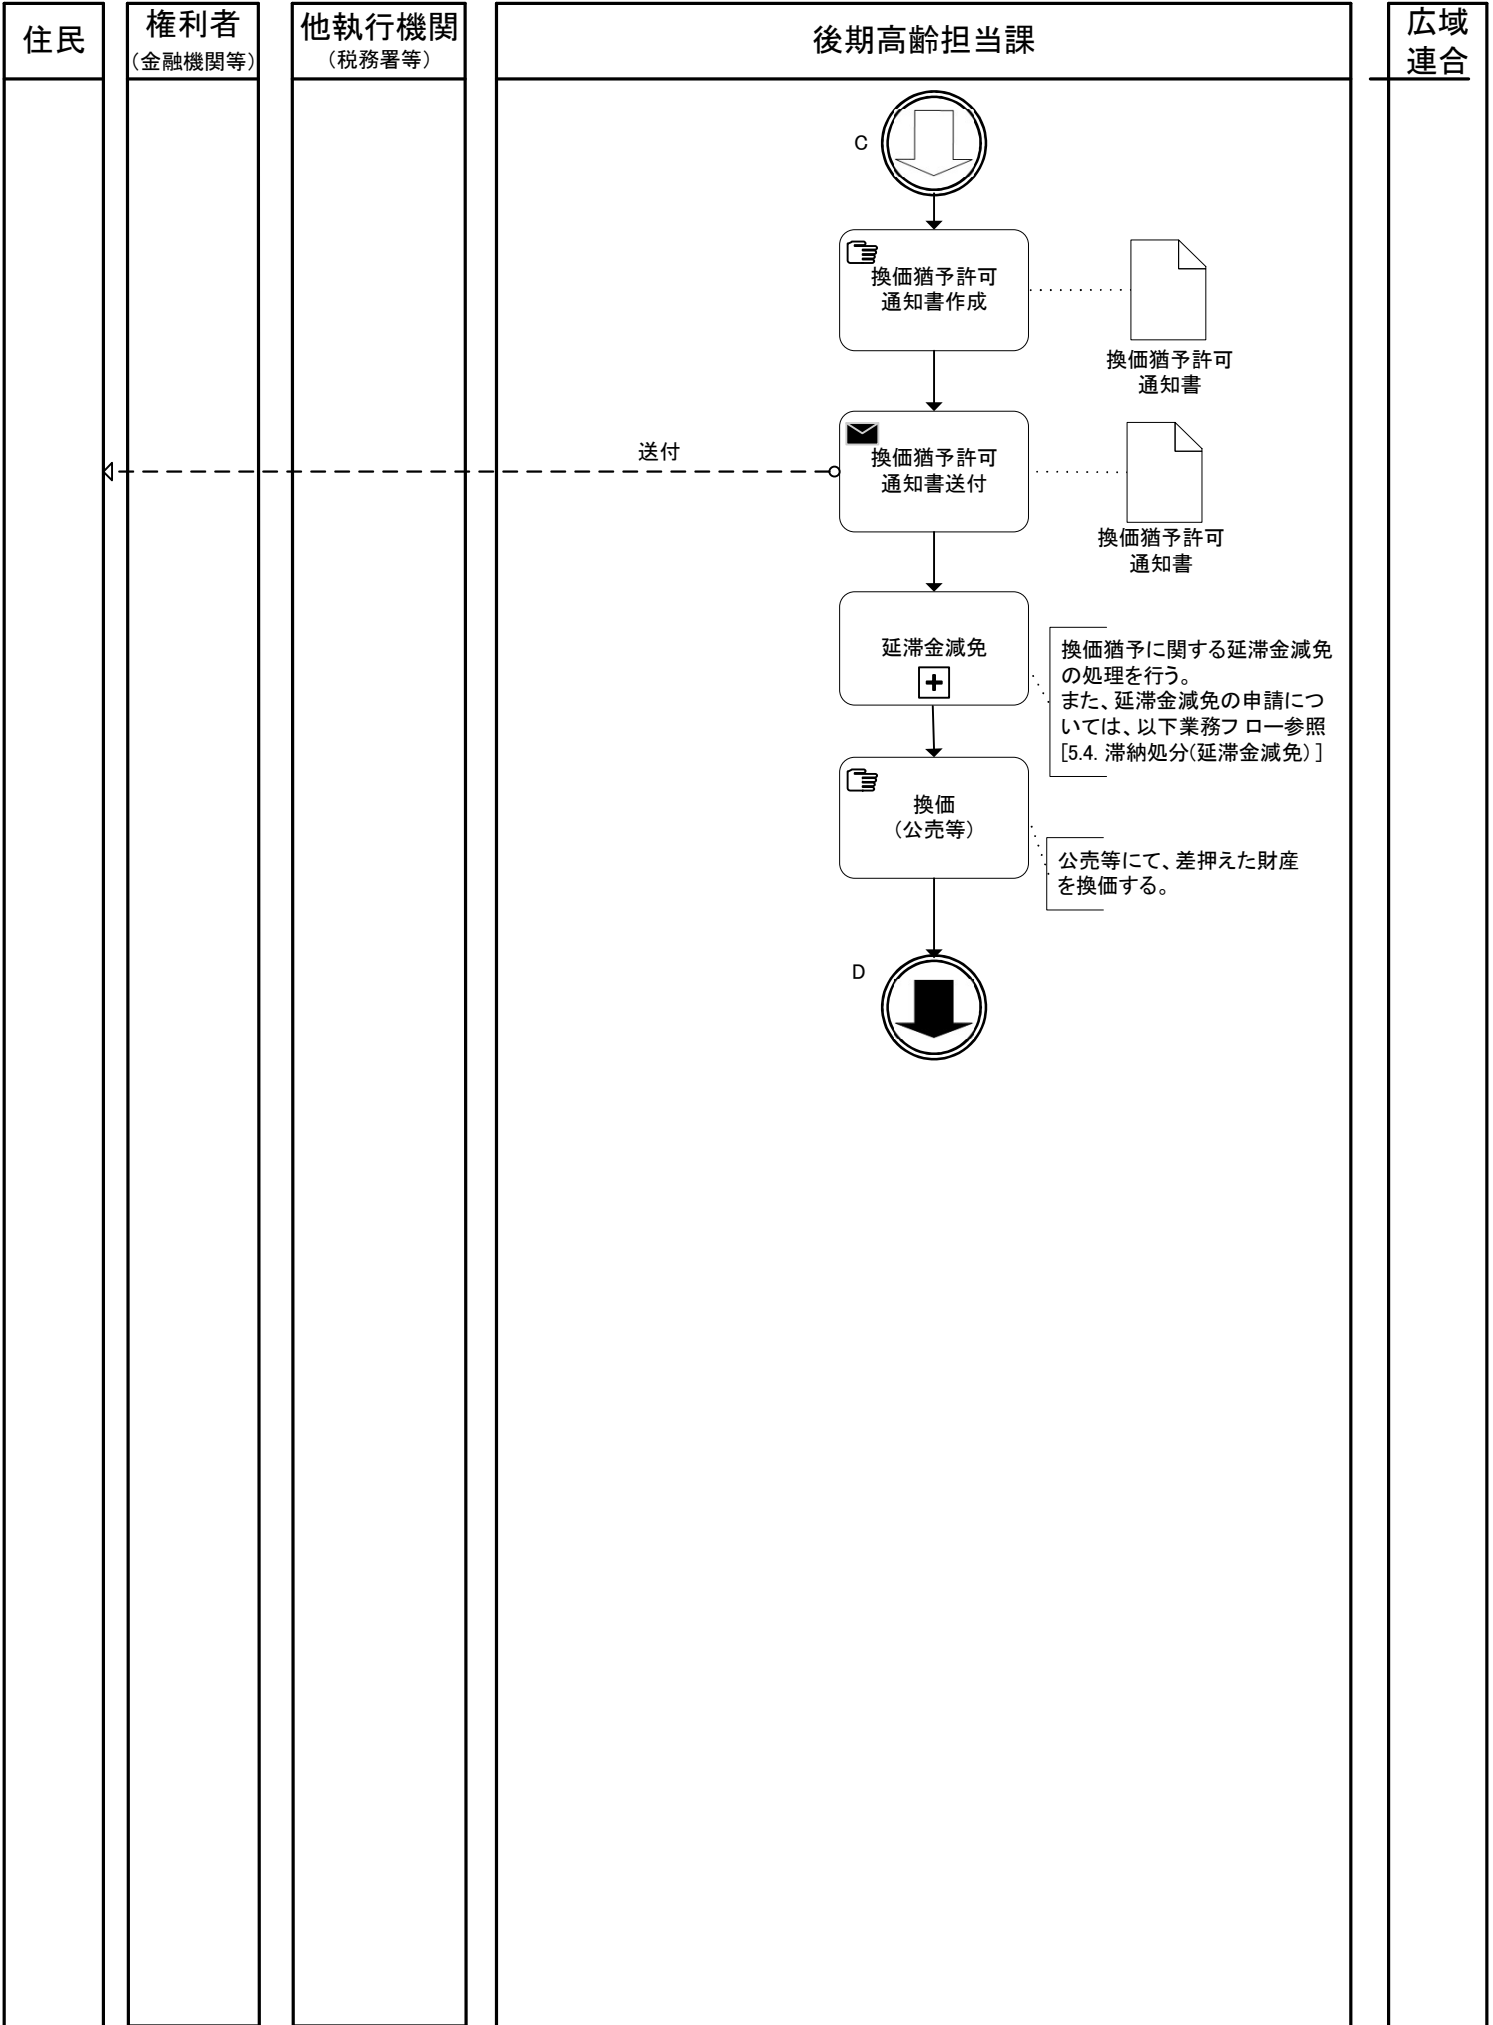 住民
権利者
（金融機関等）
他執行機関
（税務署等）
後期高齢担当課
広域
連合
C
換価猶予許可
通知書作成
換価猶予許可
通知書
送付
換価猶予許可
通知書送付
換価猶予許可
通知書
延滞金減免
換価猶予に関する延滞金減免
の処理を行う。
また、延滞金減免の申請につ
いては、以下業務フロー参照
[5.4. 滞納処分(延滞金減免)]
換価
（公売等）
公売等にて、差押えた財産
を換価する。
D